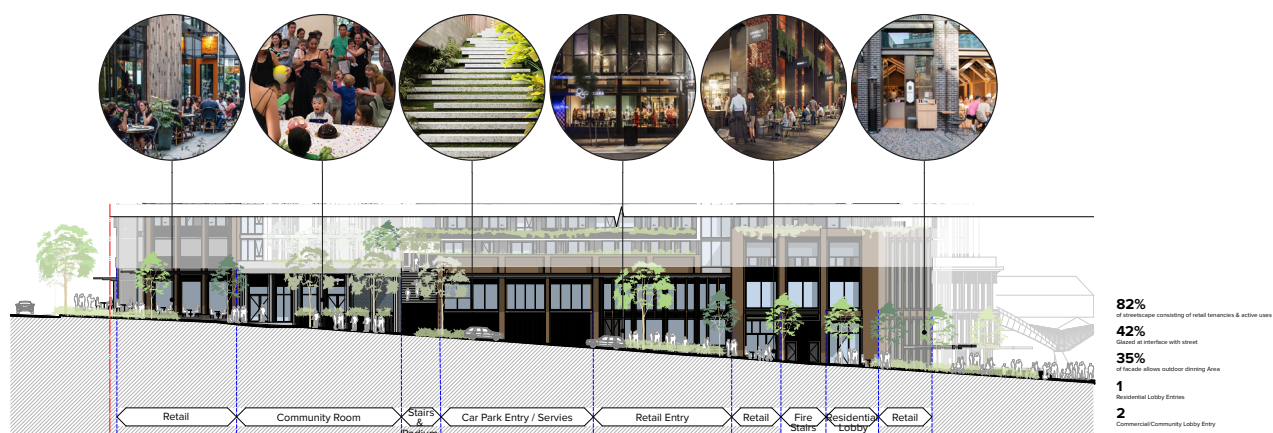 82%
of streetscape consisting of retail tenancies & active uses
42%
Glazed at interface with street
35%
of facade allows outdoor dinning Area
1
Residential Lobby Entries
2
Commercial/Community Lobby Entry
Retail
Community Room
Stairs
&
Podium
Car Park Entry / Servies
Retail Entry
Retail
Fire
Stairs
Residential
Lobby
Retail